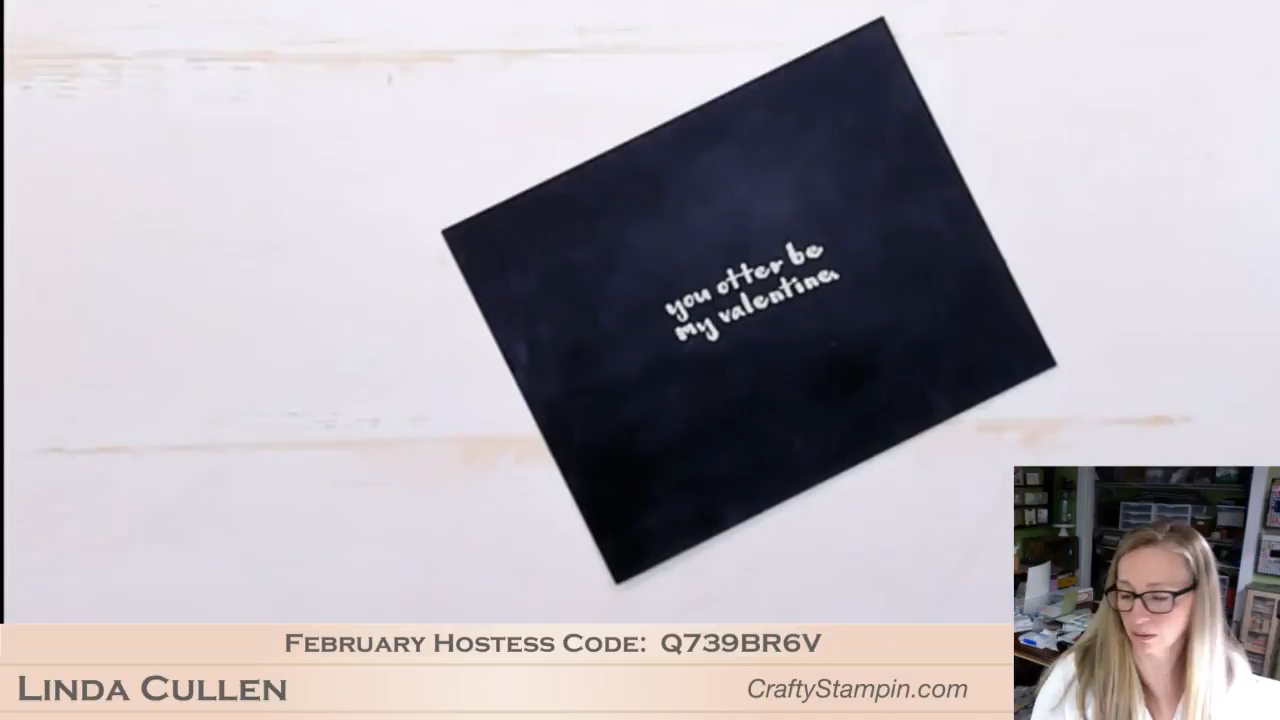 you otter be
my valentine.
February Hostess Code: Q739BR6V
Linda Cullen
CraftyStampin.com